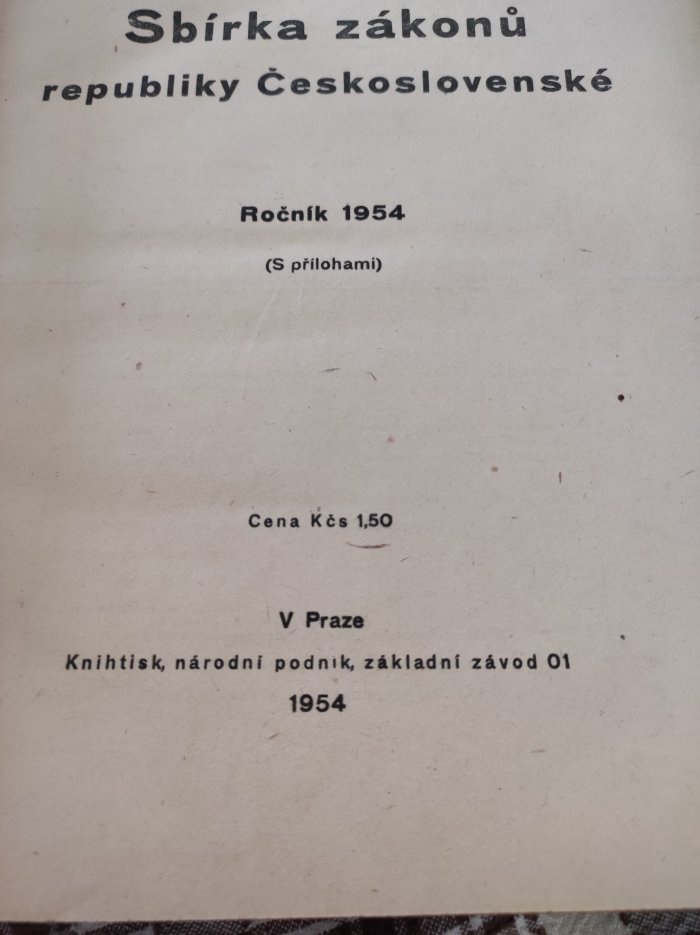 Sbírka zákonů
republiky Československé
Ročník 1954
(S přílohami)
Cena Kčs 1,50
V Praze
Knihtisk, národní podnik, základní závod 01
1954